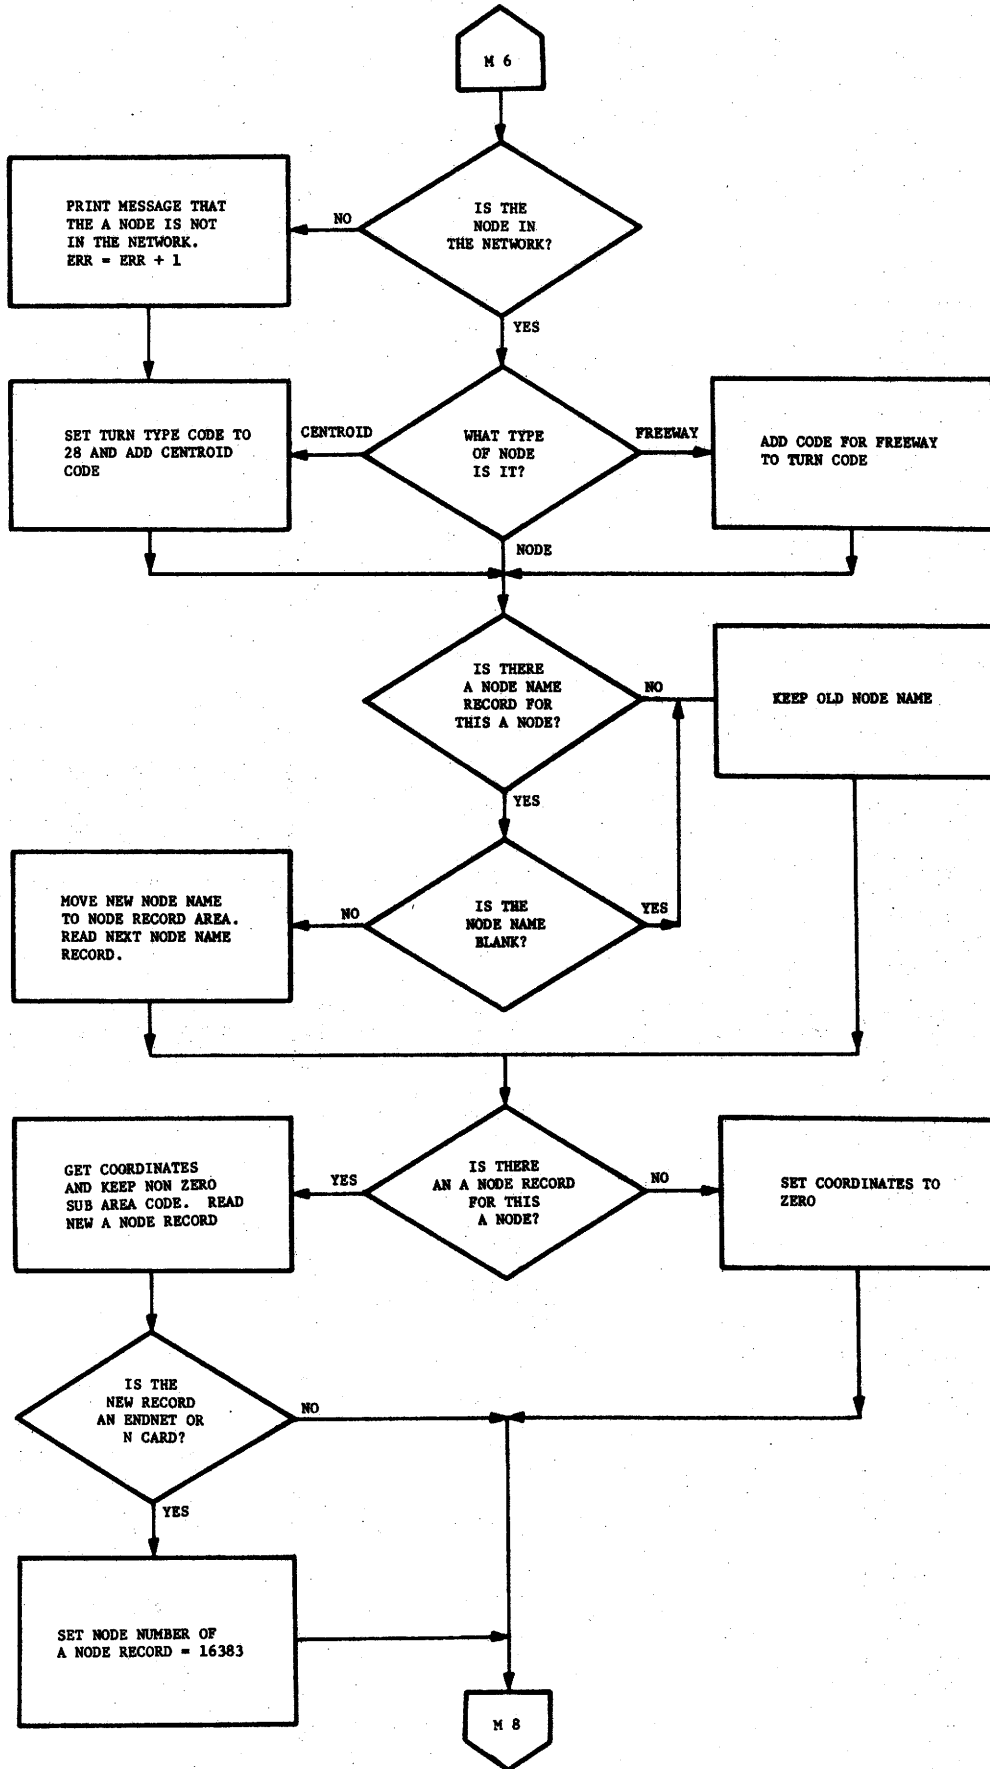 M 6
IS THE
NODE IN
THE NETWORK?
NO
PRINT MESSAGE THAT
THE A NODE IS NOT
IN THE NETWORK.
ERR = ERR + 1
YES
WHAT TYPE
OF NODE
IS IT?
CENTROID
SET TURN TYPE CODE TO
28 AND ADD CENTROID
CODE
FREEWAY
ADD CODE FOR FREEWAY
TO TURN CODE
NODE
IS THERE
A NODE NAME
RECORD FOR
THIS A NODE?
NO
KEEP OLD NODE NAME
YES
IS THE
NODE NAME
BLANK?
YES
NO
MOVE NEW NODE NAME
TO NODE RECORD AREA.
READ NEXT NODE NAME
RECORD.
IS THERE
AN A NODE RECORD
FOR THIS
A NODE?
YES
GET COORDINATES
AND KEEP NON ZERO
SUB AREA CODE. READ
NEW A NODE RECORD
NO
SET COORDINATES TO
ZERO
IS THE
NEW RECORD
AN ENDNET OR
N CARD?
NO
YES
SET NODE NUMBER OF
A NODE RECORD = 16383
M 8